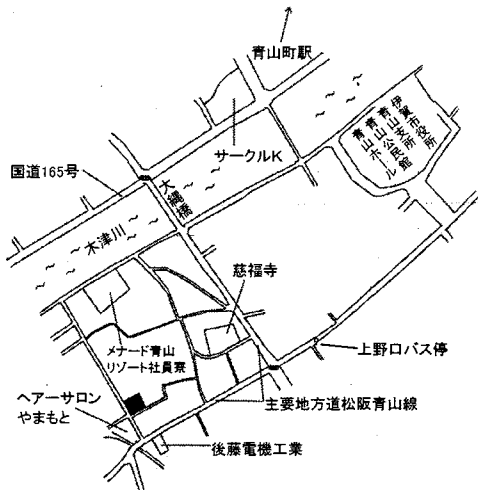 青山町駅
サークルK
伊賀市役所
青山支所
青山公民館
青山ホール
国道165号
大縄橋
木津川
慈福寺
メナード青山
リゾート社員寮
上野口バス停
ヘアーサロン
やまもと
主要地方道松阪青山線
後藤電機工業